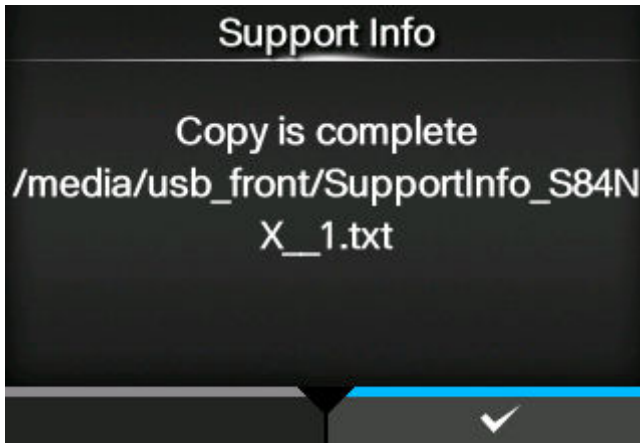 Support Info
Copy is complete
/media/usb_front/SupportInfo_S84N
X__1.txt